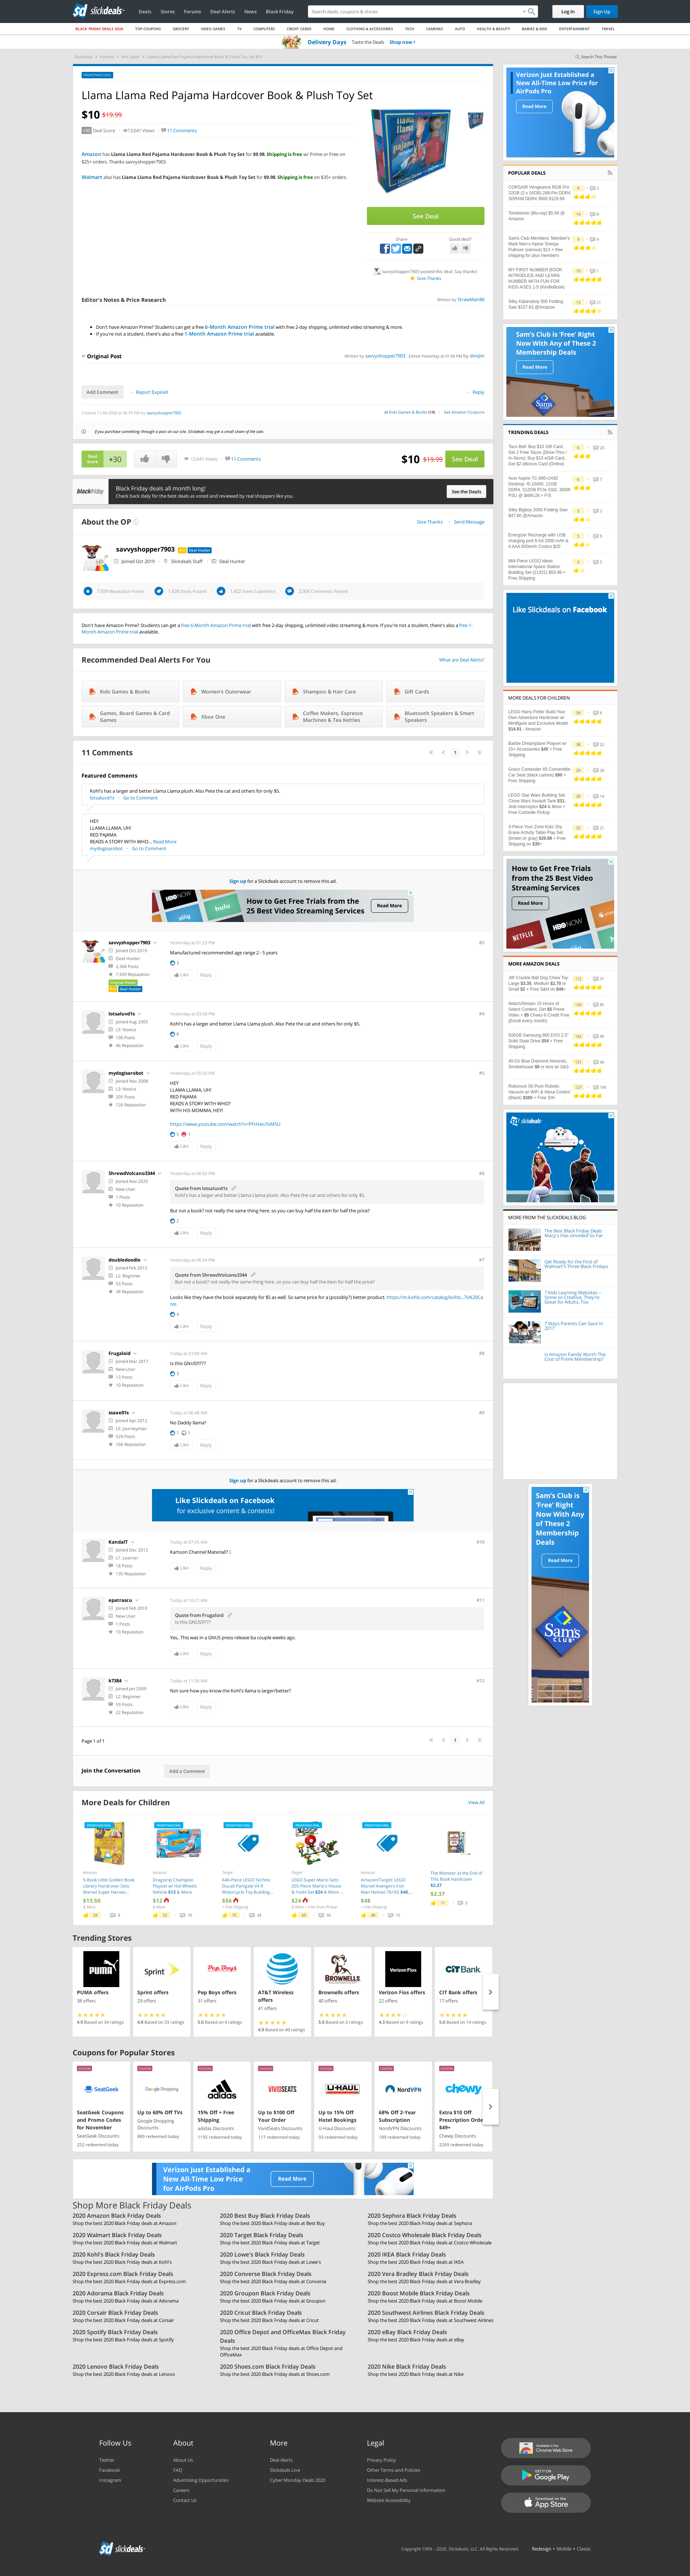 slickdeals
Deals Stores Forums Deal Alerts News Black Friday
Search deals, coupons & stores
Log In Sign Up
BLACK FRIDAY DEALS 2020 TOP COUPONS GROCERY VIDEO GAMES TV COMPUTERS CREDIT CARDS HOME CLOTHING & ACCESSORIES TECH CAMERAS AUTO HEALTH & BEAUTY BABIES & KIDS ENTERTAINMENT TRAVEL
Delivery Days Taste the Deals Shop now ›
Search This Thread
FRONTPAGE DEAL
Llama Llama Red Pajama Hardcover Book & Plush Toy Set
$10 $19.99
+30 Deal Score 13,641 Views 11 Comments
Amazon has Llama Llama Red Pajama Hardcover Book & Plush Toy Set for $9.98. Shipping is free w/ Prime or Free on
$25+ orders. Thanks savvyshopper7903
Walmart also has Llama Llama Red Pajama Hardcover Book & Plush Toy Set for $9.98. Shipping is free on $35+ orders.
See Deal
Share Good deal?
savvyshopper7903 posted this deal. Say thanks!
Give Thanks
Editor's Notes & Price Research
Written by StrawMan86
Don't have Amazon Prime? Students can get a free 6-Month Amazon Prime trial with free 2-day shipping, unlimited video streaming & more.
If you're not a student, there's also a free 1-Month Amazon Prime trial available.
Original Post
Written by savvyshopper7903 Edited Yesterday at 01:36 PM by dimjim
Add Comment Report Expired Reply
Created 11-06-2020 at 06:59 PM by savvyshopper7903
in Kids Games & Books (14) Get Amazon Coupons
If you purchase something through a post on our site, Slickdeals may get a small share of the sale.
Deal Score +30
13,641 Views 11 Comments
$10 $19.99 See Deal
blackfriday
Black Friday deals all month long!
Check back daily for the best deals as voted and reviewed by real shoppers like you.
See the Deals
About the OP
Give Thanks Send Message
savvyshopper7903 Pro Deal Hunter
Joined Oct 2019 Slickdeals Staff Deal Hunter
7,939 Reputation Points 1,429 Deals Posted 1,422 Votes Submitted 2,306 Comments Posted
Don't have Amazon Prime? Students can get a free 6-Month Amazon Prime trial with free 2-day shipping, unlimited video streaming & more. If you're not a student, there's also a free 1-
Month Amazon Prime trial available.
Recommended Deal Alerts For You
What are Deal Alerts?
Kids Games & Books
Women's Outerwear
Shampoo & Hair Care
Gift Cards
Games, Board Games & Card Games
Xbox One
Coffee Makers, Espresso Machines & Tea Kettles
Bluetooth Speakers & Smart Speakers
11 Comments
1
Featured Comments
Kohl's has a larger and better Llama Llama plush. Also Pete the cat and others for only $5.
lotsaluvd1s Go to Comment
HEY
LLAMA LLAMA, UH!
RED PAJAMA
READS A STORY WITH WHO... Read More
mydogisarobot Go to Comment
Sign up for a Slickdeals account to remove this ad.
hulu
How to Get Free Trials from the
25 Best Video Streaming Services
Read More
savvyshopper7903
Joined Oct 2019
Deal Hunter
2,306 Posts
7,939 Reputation
Pro Deal Hunter
Yesterday at 01:23 PM #3
Manufactured recommended age range 2 - 5 years
3
Like Reply
lotsaluvd1s
Joined Aug 2005
L3: Novice
100 Posts
46 Reputation
Yesterday at 03:58 PM #4
Kohl's has a larger and better Llama Llama plush. Also Pete the cat and others for only $5.
Like Reply
mydogisarobot
Joined Nov 2008
L3: Novice
205 Posts
126 Reputation
Yesterday at 05:50 PM #5
HEY
LLAMA LLAMA, UH!
RED PAJAMA
READS A STORY WITH WHO?
WITH HIS MOMMA, HEY!
Like Reply
ShrewdVolcano3344
Joined Nov 2020
New User
1 Posts
10 Reputation
Yesterday at 06:02 PM #6
Quote from lotsaluvd1s
Kohl's has a larger and better Llama Llama plush. Also Pete the cat and others for only $5.
But not a book? not really the same thing here. so you can buy half the item for half the price?
Like Reply
doubledoodle
Joined Feb 2015
L2: Beginner
53 Posts
38 Reputation
Yesterday at 06:54 PM #7
Quote from ShrewdVolcano3344
But not a book? not really the same thing here. so you can buy half the item for half the price?
Looks like they have the book separately for $5 as well. So same price for a (possibly?) better product. https://m.kohls.com/catalog/kohls...7s%20Ca
res
Like Reply
Frugaloid
Joined Mar 2017
New User
13 Posts
10 Reputation
Today at 03:49 AM #8
Is this GNUS!!???
Like Reply
ssaxe01s
Joined Apr 2012
L5: Journeyman
528 Posts
166 Reputation
Today at 06:48 AM #9
No Daddy llama?
Like Reply
Sign up for a Slickdeals account to remove this ad.
Like Slickdeals on Facebook
for exclusive content & contests!
KandalT
Joined Dec 2012
L1: Learner
18 Posts
135 Reputation
Today at 07:45 AM #10
Kartoon Channel Material!? l
Like Reply
epatrascu
Joined Feb 2010
New User
1 Posts
10 Reputation
Today at 10:21 AM #11
Quote from Frugaloid
Is this GNUS!!???
Yes,. This was in a GNUS press release ba couple weeks ago.
Like Reply
k7384
Joined Jan 2009
L2: Beginner
59 Posts
22 Reputation
Today at 11:56 AM #12
Not sure how you know the Kohl's llama is larger/better?
Like Reply
Page 1 of 1
1
Join the Conversation Add a Comment
More Deals for Children
View All
Amazon
5-Book Little Golden Book Library Hardcover Sets: Marvel Super Heroes...
$13.50
Amazon
Dragstrip Champion Playset w/ Hot Wheels Vehicle $12 & More
$12
Target
646-Piece LEGO Technic Ducati Panigale V4 R Motorcycle Toy Building...
$56
+ Free Shipping
Target
LEGO Super Mario Sets: 205-Piece Mario's House & Yoshi Set $24 & More ...
$24
Amazon
Amazon/Target: LEGO Marvel Avengers Iron Man Helmet 76165 $48...
$48
+ Free Shipping
The Monster at the End of This Book Hardcover $2.37
$2.37
Trending Stores
PUMA offers
38 offers
4.9 Based on 34 ratings
Sprint offers
25 offers
4.8 Based on 33 ratings
Pep Boys offers
31 offers
5.0 Based on 4 ratings
AT&T Wireless offers
41 offers
4.9 Based on 40 ratings
Brownells offers
40 offers
5.0 Based on 3 ratings
Verizon Fios offers
22 offers
4.3 Based on 9 ratings
CIT Bank offers
17 offers
5.0 Based on 14 ratings
Coupons for Popular Stores
SeatGeek
SeatGeek Coupons and Promo Codes for November
SeatGeek Discounts
252 redeemed today
Google Shopping
Up to 60% Off TVs
Google Shopping Discounts
889 redeemed today
adidas
15% Off + Free Shipping
adidas Discounts
1195 redeemed today
VIVIDSEATS
Up to $100 Off Your Order
VividSeats Discounts
117 redeemed today
U-HAUL
Up to 15% Off Hotel Bookings
U-Haul Discounts
93 redeemed today
NordVPN
68% Off 2-Year Subscription
NordVPN Discounts
180 redeemed today
chewy
Extra $10 Off Prescription Orders $49+
Chewy Discounts
2269 redeemed today
Verizon Just Established a
New All-Time Low Price
for AirPods Pro
Read More
Shop More Black Friday Deals
2020 Amazon Black Friday Deals
Shop the best 2020 Black Friday deals at Amazon
2020 Best Buy Black Friday Deals
Shop the best 2020 Black Friday deals at Best Buy
2020 Sephora Black Friday Deals
Shop the best 2020 Black Friday deals at Sephora
2020 Walmart Black Friday Deals
Shop the best 2020 Black Friday deals at Walmart
2020 Target Black Friday Deals
Shop the best 2020 Black Friday deals at Target
2020 Costco Wholesale Black Friday Deals
Shop the best 2020 Black Friday deals at Costco Wholesale
2020 Kohl's Black Friday Deals
Shop the best 2020 Black Friday deals at Kohl's
2020 Lowe's Black Friday Deals
Shop the best 2020 Black Friday deals at Lowe's
2020 IKEA Black Friday Deals
Shop the best 2020 Black Friday deals at IKEA
2020 Express.com Black Friday Deals
Shop the best 2020 Black Friday deals at Express.com
2020 Converse Black Friday Deals
Shop the best 2020 Black Friday deals at Converse
2020 Vera Bradley Black Friday Deals
Shop the best 2020 Black Friday deals at Vera Bradley
2020 Adorama Black Friday Deals
Shop the best 2020 Black Friday deals at Adorama
2020 Groupon Black Friday Deals
Shop the best 2020 Black Friday deals at Groupon
2020 Boost Mobile Black Friday Deals
Shop the best 2020 Black Friday deals at Boost Mobile
2020 Corsair Black Friday Deals
Shop the best 2020 Black Friday deals at Corsair
2020 Cricut Black Friday Deals
Shop the best 2020 Black Friday deals at Cricut
2020 Southwest Airlines Black Friday Deals
Shop the best 2020 Black Friday deals at Southwest Airlines
2020 Spotify Black Friday Deals
Shop the best 2020 Black Friday deals at Spotify
2020 Office Depot and OfficeMax Black Friday Deals
Shop the best 2020 Black Friday deals at Office Depot and OfficeMax
2020 eBay Black Friday Deals
Shop the best 2020 Black Friday deals at eBay
2020 Lenovo Black Friday Deals
Shop the best 2020 Black Friday deals at Lenovo
2020 Shoes.com Black Friday Deals
Shop the best 2020 Black Friday deals at Shoes.com
2020 Nike Black Friday Deals
Shop the best 2020 Black Friday deals at Nike
Verizon Just Established a
New All-Time Low Price for
AirPods Pro
Read More
POPULAR DEALS
CORSAIR Vengeance RGB Pro 32GB (2 x 16GB) 288-Pin DDR4 SDRAM DDR4 3600 $129.99
Tombstone (Blu-ray) $5.99 @ Amazon
Sams Club Members: Member's Mark Men's Alpine Sherpa Pullover (various) $13 + free shipping for plus members
MY FIRST NUMBER BOOK: INTRODUCE AND LEARN NUMBER WITH FUN FOR KIDS AGES 1-5 (KindleBook)
Silky Katanaboy 500 Folding Saw $107.83 @Amazon
Sam's Club is 'Free' Right
Now With Any of These 2
Membership Deals
Read More
TRENDING DEALS
Taco Bell: Buy $10 Gift Card, Get 2 Free Tacos (Drive-Thru / In-Store); Buy $10 eGift Card, Get $2 eBonus Card (Online)
Acer Aspire TC-895-UA92 Desktop: i5-10400, 12GB DDR4, 512GB PCIe SSD, 300W PSU @ $486.28 + F/S
Silky Bigboy 2000 Folding Saw $47.60 @Amazon
Energizer Recharge with USB charging port 6 AA 2000 mAh & 4 AAA 800mAh Costco $20
864-Piece LEGO Ideas International Space Station Building Set (21321) $59.99 + Free Shipping
Like Slickdeals on Facebook
MORE DEALS FOR CHILDREN
LEGO Harry Potter Build Your Own Adventure Hardcover w/ Minifigure and Exclusive Model $14.91 - Amazon
Barbie Dreamplane Playset w/ 15+ Accessories $45 + Free Shipping
Graco Contender 65 Convertible Car Seat (black carbon) $90 + Free Shipping
LEGO Star Wars Building Set: Clone Wars Assault Tank $31, Jedi Interceptor $24 & More + Free Curbside Pickup
3-Piece Your Zone Kids' Dry Erase Activity Table Play Set (brown or gray) $29.88 + Free Shipping on $35+
How to Get Free Trials
from the 25 Best Video
Streaming Services
Read More
NETFLIX
MORE AMAZON DEALS
JW Crackle Ball Dog Chew Toy: Large $3.35, Medium $2.70 or Small $2 + Free S&H on $49+
Watch/Stream 15 Hours of Select Content, Get $5 Prime Video + $5 Cheez-It Credit Free (Enroll every month)
500GB Samsung 860 EVO 2.5" Solid State Drive $54 + Free Shipping
40-Oz Blue Diamond Almonds, Smokehouse $8 or less w/ S&S
Roborock S6 Pure Robotic Vacuum w/ WiFi & Alexa Control (Black) $360 + Free S/H
slickdeals
MORE FROM THE SLICKDEALS BLOG
The Best Black Friday Deals Macy's Has Unveiled So Far
Get Ready for the First of Walmart's Three Black Fridays
7 Kids Learning Websites – Some so Creative, They're Great for Adults, Too
7 Ways Parents Can Save In 2017
Is Amazon Family Worth The Cost of Prime Membership?
Sam's Club is
'Free' Right
Now With Any
of These 2
Membership
Deals
Read More
Sam's CLUB
Follow Us
Twitter
Facebook
Instagram
About
About Us
FAQ
Advertising Opportunities
Careers
Contact Us
More
Deal Alerts
Slickdeals Live
Cyber Monday Deals 2020
Legal
Privacy Policy
Other Terms and Policies
Interest-Based Ads
Do Not Sell My Personal Information
Website Accessibility
Available in the Chrome Web Store
GET IT ON Google Play
Download on the App Store
slickdeals
Copyright 1999 - 2020. Slickdeals, LLC. All Rights Reserved. Redesign • Mobile • Classic